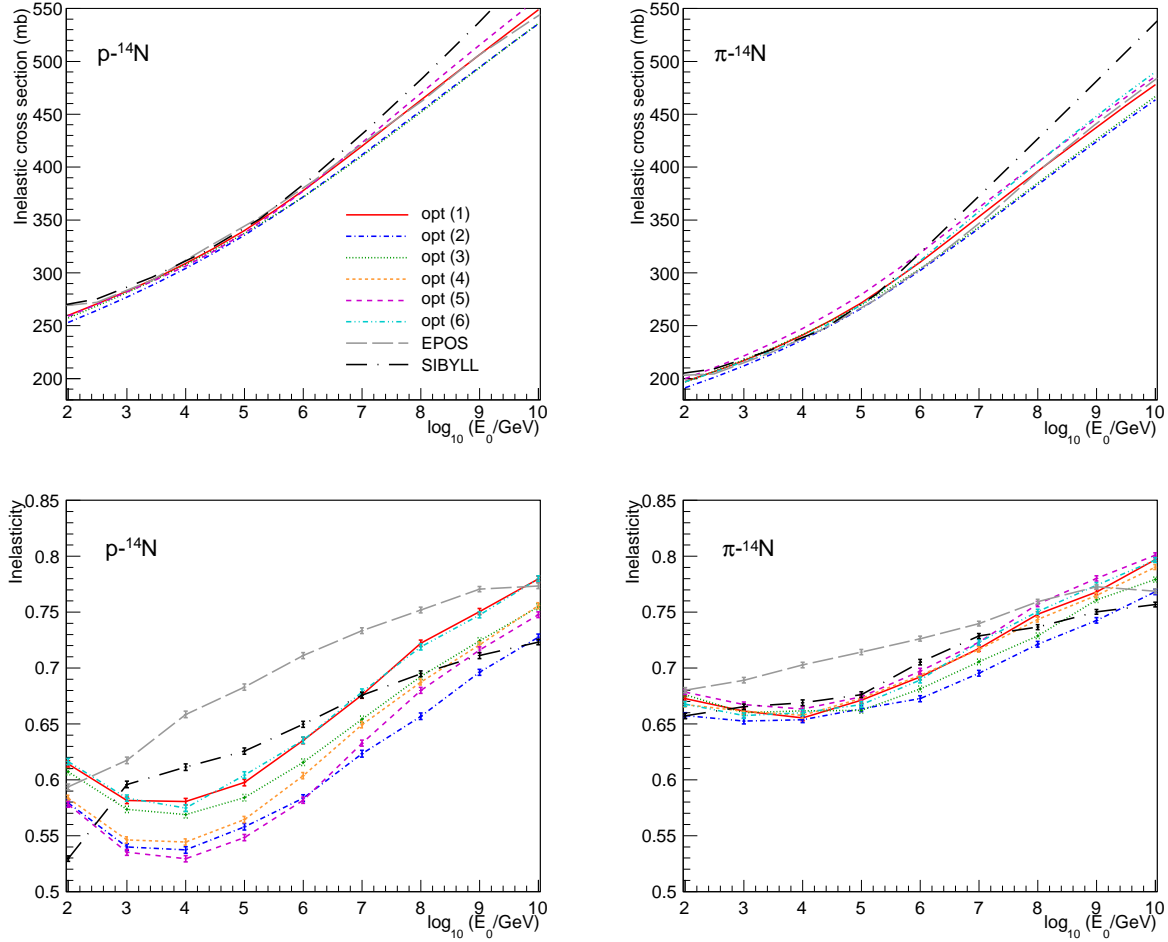 Inelastic cross section (mb)
550
500
450
400
350
300
250
200
p-¹⁴N
opt (1)
opt (2)
opt (3)
opt (4)
opt (5)
opt (6)
EPOS
SIBYLL
2 3 4 5 6 7 8 9 10
log₁₀ (E₀/GeV)
Inelastic cross section (mb)
550
500
450
400
350
300
250
200
π-¹⁴N
2 3 4 5 6 7 8 9 10
log₁₀ (E₀/GeV)
Inelasticity
0.85
0.8
0.75
0.7
0.65
0.6
0.55
0.5
p-¹⁴N
2 3 4 5 6 7 8 9 10
log₁₀ (E₀/GeV)
Inelasticity
0.85
0.8
0.75
0.7
0.65
0.6
0.55
0.5
π-¹⁴N
2 3 4 5 6 7 8 9 10
log₁₀ (E₀/GeV)